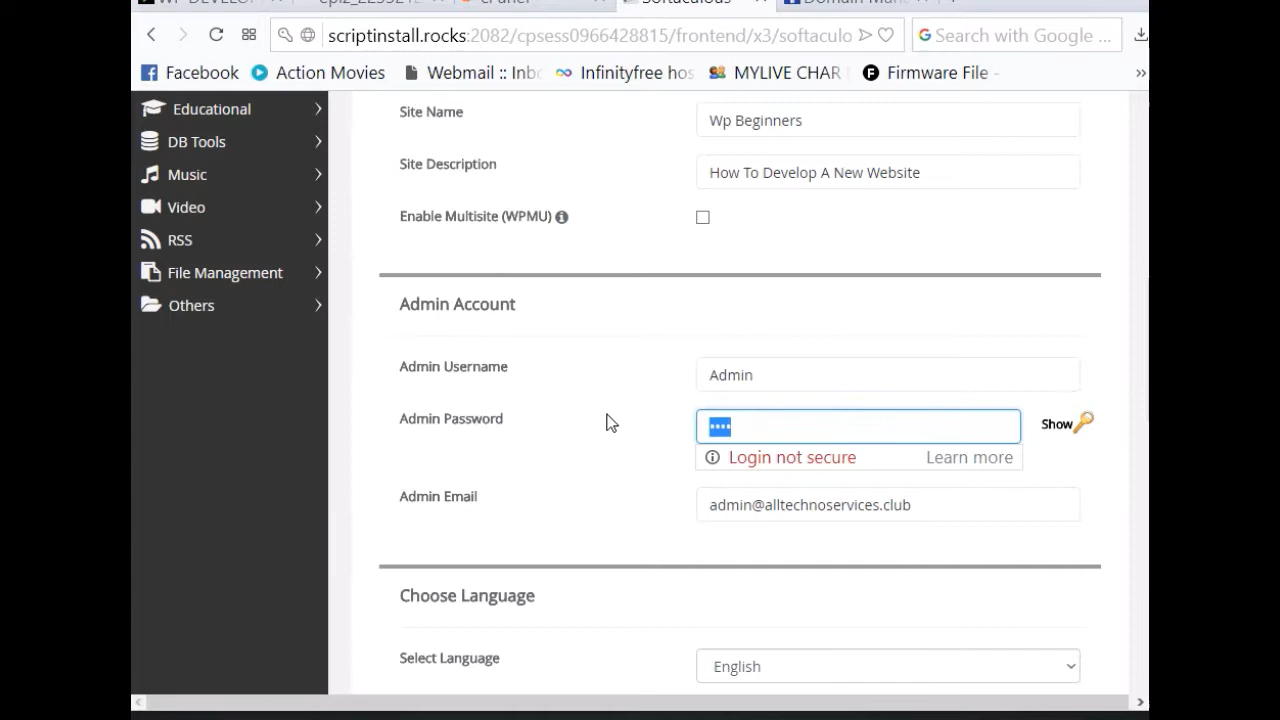 scriptinstall.rocks:2082/cpsess0966428815/frontend/x3/softaculo
Search with Google ...
Facebook
Action Movies
Webmail :: Inb
Infinityfree hos
MYLIVE CHAR
Firmware File -
Educational
DB Tools
Music
Video
RSS
File Management
Others
Site Name
Wp Beginners
Site Description
How To Develop A New Website
Enable Multisite (WPMU)
Admin Account
Admin Username
Admin
Admin Password
Show
Login not secure
Learn more
Admin Email
admin@alltechnoservices.club
Choose Language
Select Language
English